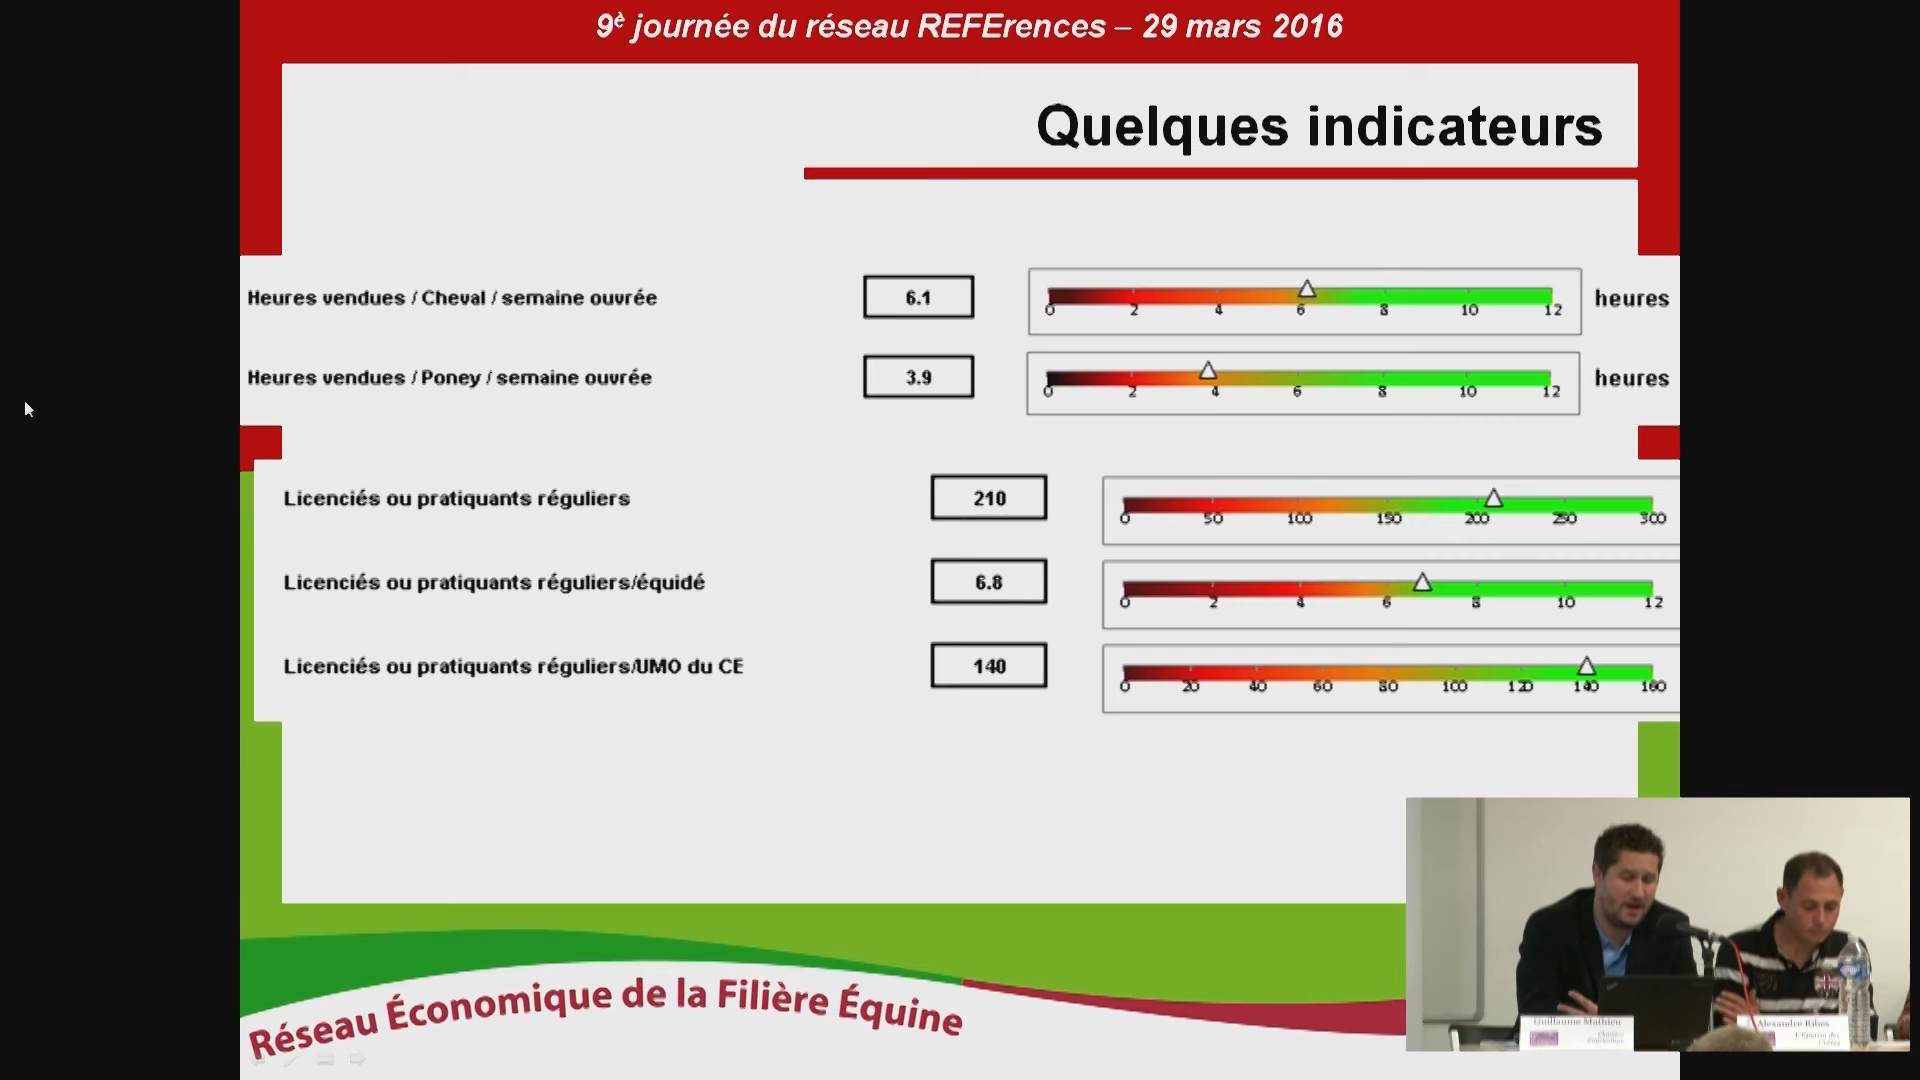 9è journée du réseau REFErences – 29 mars 2016
Quelques indicateurs
Heures vendues / Cheval / semaine ouvrée 6.1 heures
0 2 4 6 8 10 12
Heures vendues / Poney / semaine ouvrée 3.9 heures
0 2 4 6 8 10 12
Licenciés ou pratiquants réguliers 210
0 50 100 150 200 250 300
Licenciés ou pratiquants réguliers/équidé 6.8
0 2 4 6 8 10 12
Licenciés ou pratiquants réguliers/UMO du CE 140
0 20 40 60 80 100 120 140 160
Réseau Économique de la Filière Équine
Guillaume Mathieu
Alexandre Ribes